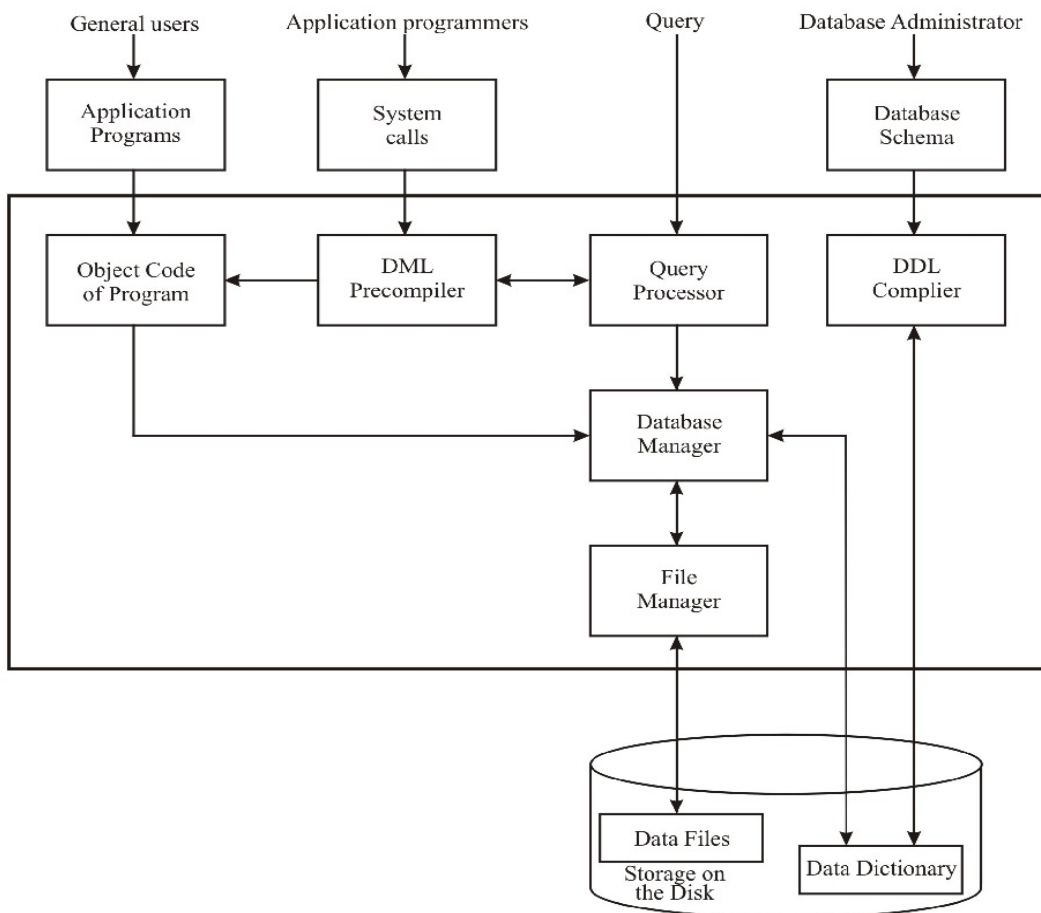 General users
Application programmers
Query
Database Administrator
Application
Programs
System
calls
Database
Schema
Object Code
of Program
DML
Precompiler
Query
Processor
DDL
Complier
Database
Manager
File
Manager
Data Files
Storage on
the Disk
Data Dictionary